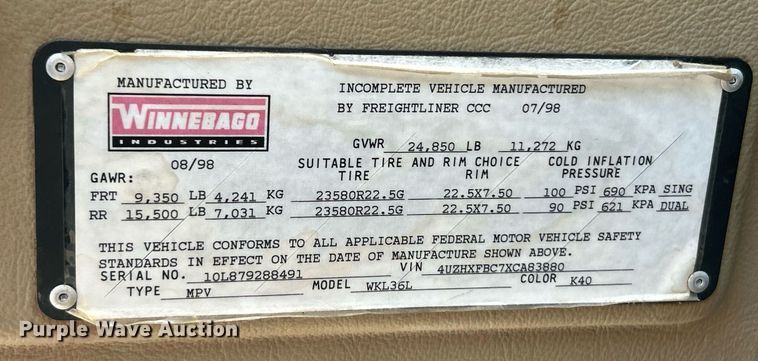 MANUFACTURED BY
WINNEBAGO
INDUSTRIES
08/98
INCOMPLETE VEHICLE MANUFACTURED
BY FREIGHTLINER CCC 07/98
GVWR 24,850 LB 11,272 KG
GAWR: SUITABLE TIRE AND RIM CHOICE COLD INFLATION
TIRE RIM PRESSURE
FRT 9,350 LB 4,241 KG 23580R22.5G 22.5X7.50 100 PSI 690 KPA SING
RR 15,500 LB 7,031 KG 23580R22.5G 22.5X7.50 90 PSI 621 KPA DUAL
THIS VEHICLE CONFORMS TO ALL APPLICABLE FEDERAL MOTOR VEHICLE SAFETY
STANDARDS IN EFFECT ON THE DATE OF MANUFACTURE SHOWN ABOVE.
SERIAL NO. 10L879288491 VIN 4UZHXFBC7XCA83880
TYPE MPV MODEL WKL36L COLOR K40
Purple Wave Auction